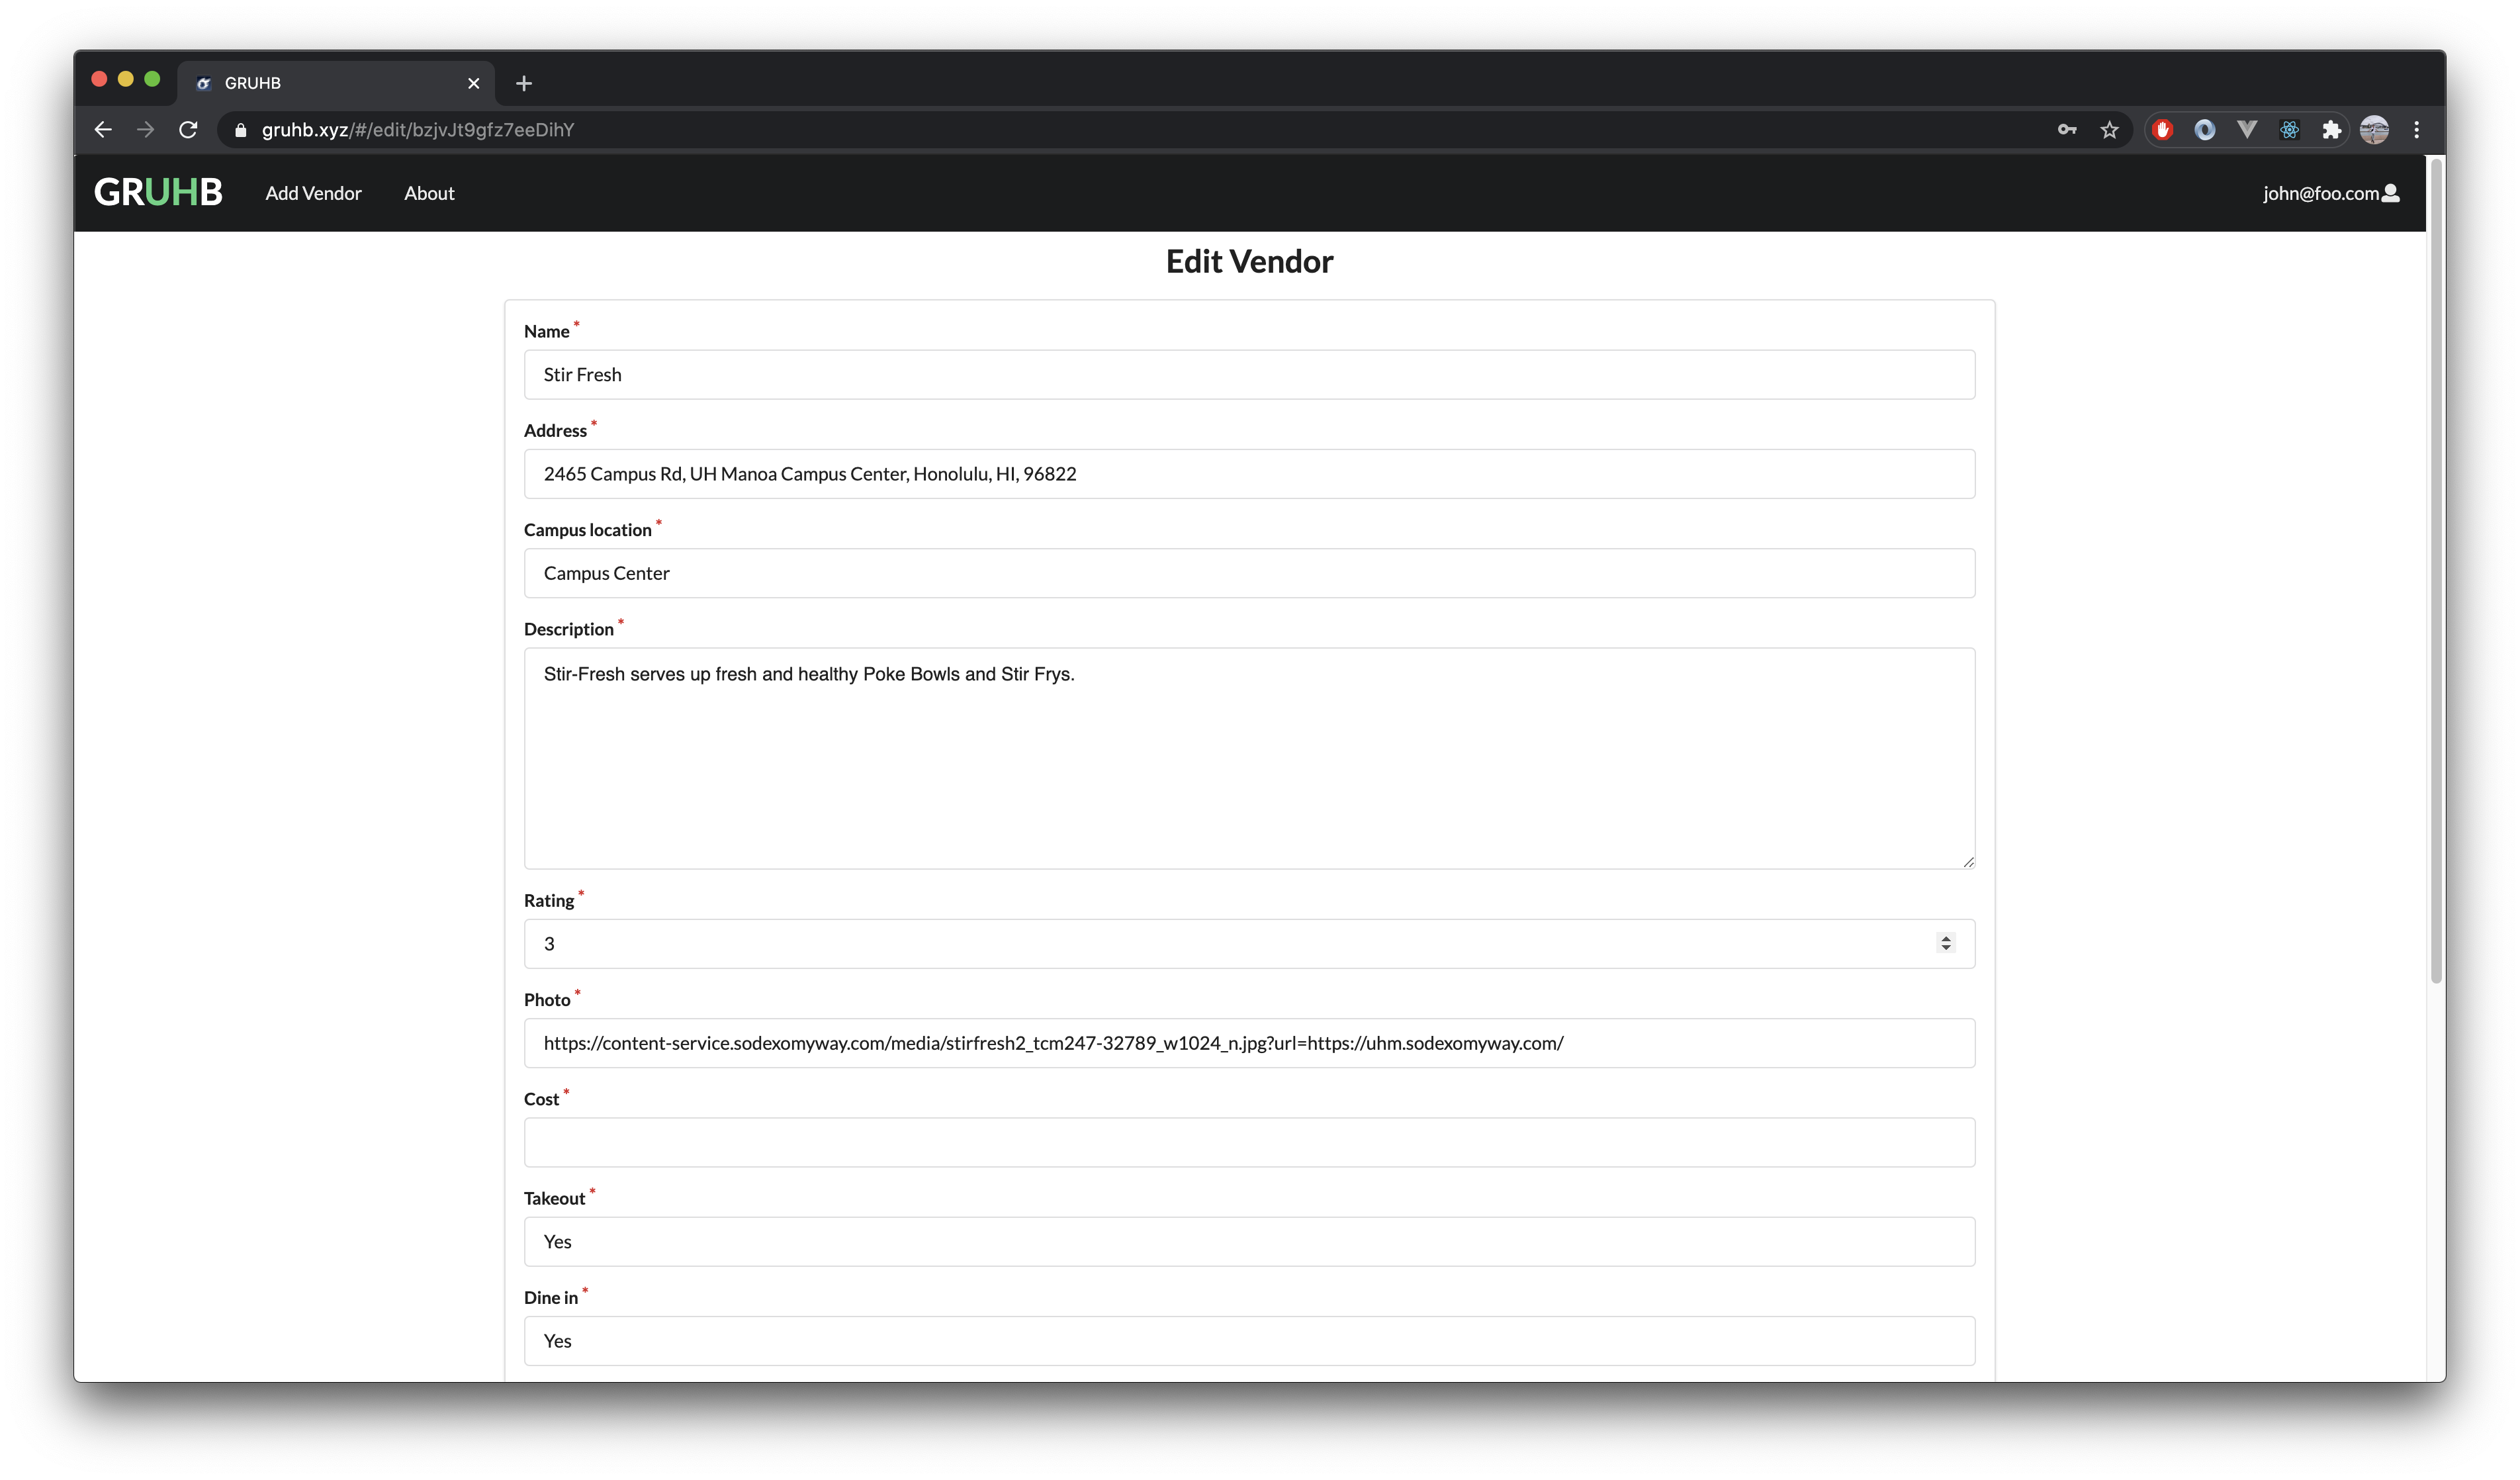 GRUHB
gruhb.xyz/#/edit/bzjvJt9gfz7eeDihY
GRUHB Add Vendor About john@foo.com
Edit Vendor
Name *
Stir Fresh
Address *
2465 Campus Rd, UH Manoa Campus Center, Honolulu, HI, 96822
Campus location *
Campus Center
Description *
Stir-Fresh serves up fresh and healthy Poke Bowls and Stir Frys.
Rating *
3
Photo *
https://content-service.sodexomyway.com/media/stirfresh2_tcm247-32789_w1024_n.jpg?url=https://uhm.sodexomyway.com/
Cost *
Takeout *
Yes
Dine in *
Yes